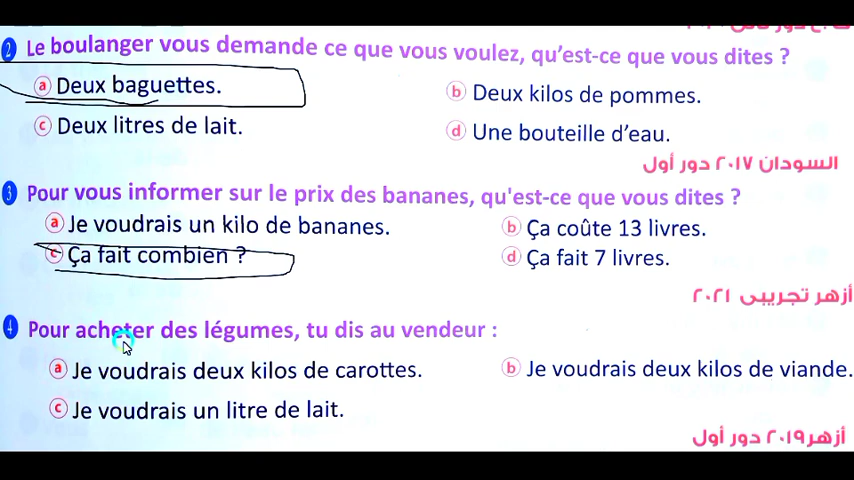 2 Le boulanger vous demande ce que vous voulez, qu'est-ce que vous dites ?
a Deux baguettes.
b Deux kilos de pommes.
c Deux litres de lait.
d Une bouteille d'eau.
السودان ٢٠١٧ دور أول
3 Pour vous informer sur le prix des bananes, qu'est-ce que vous dites ?
a Je voudrais un kilo de bananes.
b Ça coûte 13 livres.
c Ça fait combien ?
d Ça fait 7 livres.
أزهر تجريبى ٢٠٢١
4 Pour acheter des légumes, tu dis au vendeur :
a Je voudrais deux kilos de carottes.
b Je voudrais deux kilos de viande.
c Je voudrais un litre de lait.
أزهر ٢٠١٩ دور أول